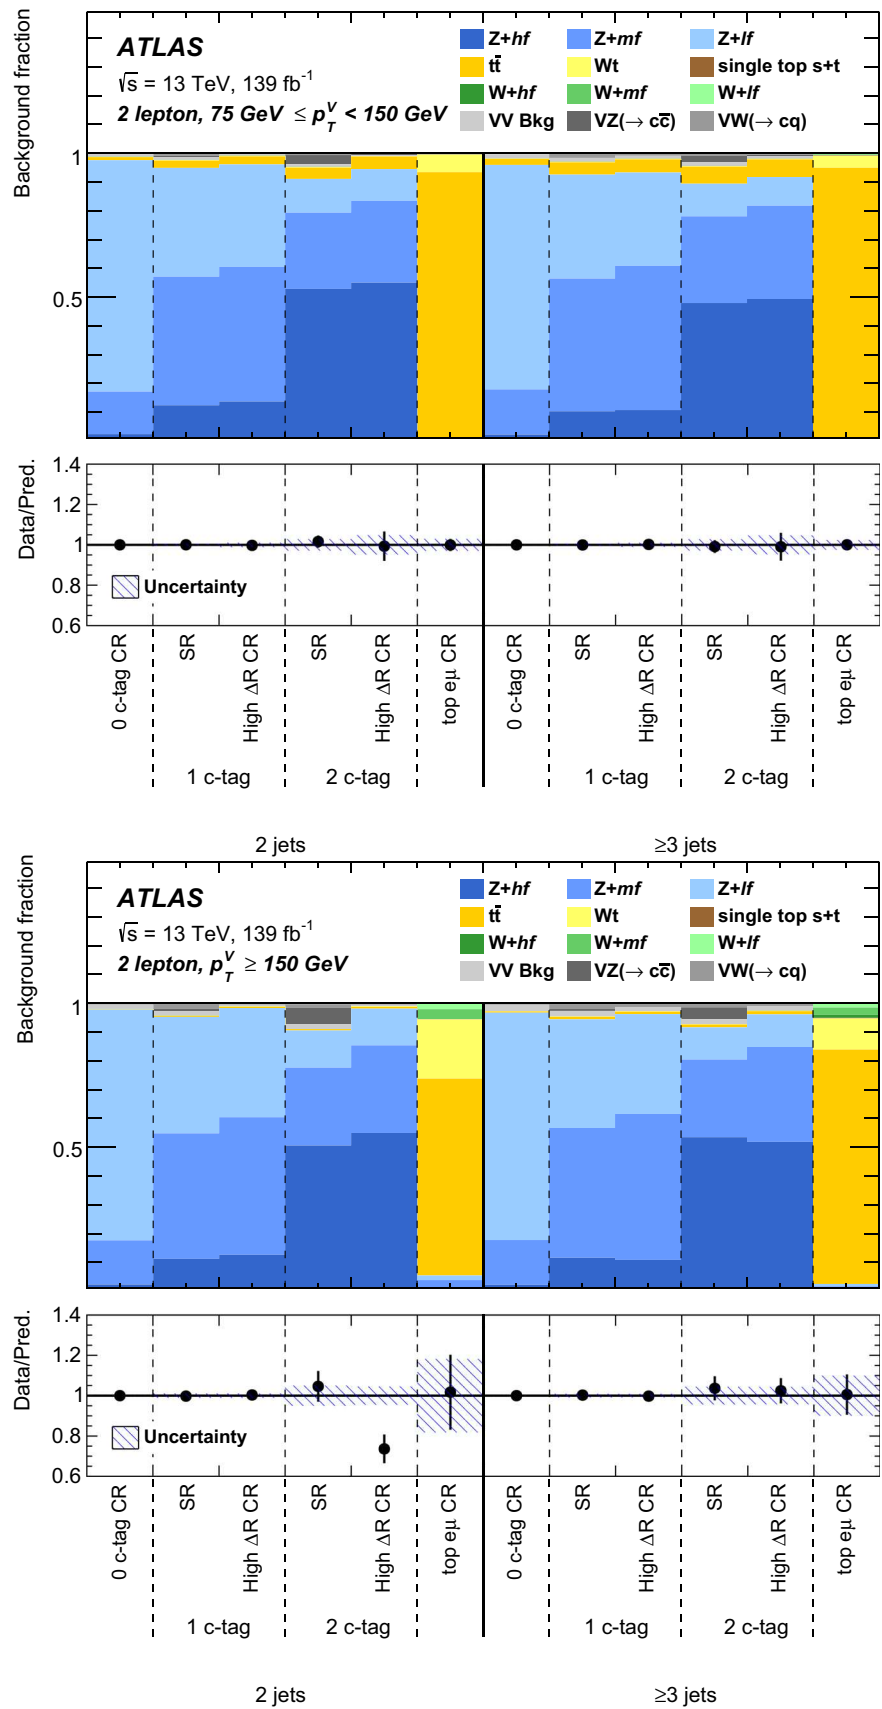 Background fraction
ATLAS
√s = 13 TeV, 139 fb⁻¹
2 lepton, 75 GeV ≤ p_T^V < 150 GeV
Z+hf Z+mf Z+lf
tt̄ Wt single top s+t
W+hf W+mf W+lf
VV Bkg VZ(→ cc̄) VW(→ cq)
1
0.5
Data/Pred.
1.4
1.2
1
0.8
0.6
Uncertainty
0 c-tag CR SR High ΔR CR SR High ΔR CR top eμ CR 0 c-tag CR SR High ΔR CR SR High ΔR CR top eμ CR
1 c-tag 2 c-tag 1 c-tag 2 c-tag
2 jets ≥3 jets
Background fraction
ATLAS
√s = 13 TeV, 139 fb⁻¹
2 lepton, p_T^V ≥ 150 GeV
Z+hf Z+mf Z+lf
tt̄ Wt single top s+t
W+hf W+mf W+lf
VV Bkg VZ(→ cc̄) VW(→ cq)
1
0.5
Data/Pred.
1.4
1.2
1
0.8
0.6
Uncertainty
0 c-tag CR SR High ΔR CR SR High ΔR CR top eμ CR 0 c-tag CR SR High ΔR CR SR High ΔR CR top eμ CR
1 c-tag 2 c-tag 1 c-tag 2 c-tag
2 jets ≥3 jets